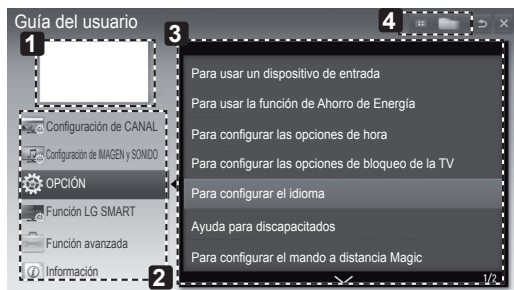 Guía del usuario
4
1
3
Configuración de CANAL
Configuración de IMAGEN y SONIDO
OPCIÓN
Función LG SMART
Función avanzada
Información
2
Para usar un dispositivo de entrada
Para usar la función de Ahorro de Energía
Para configurar las opciones de hora
Para configurar las opciones de bloqueo de la TV
Para configurar el idioma
Ayuda para discapacitados
Para configurar el mando a distancia Magic
1/2